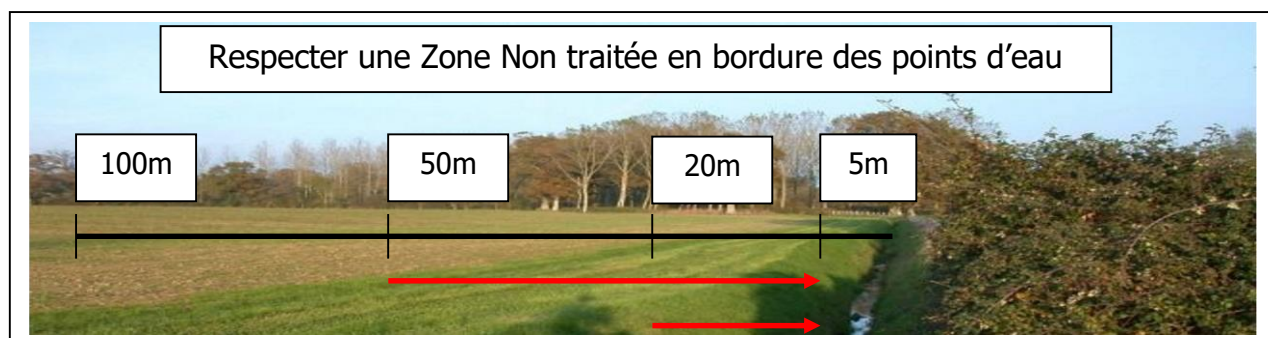 Respecter une Zone Non traitée en bordure des points d’eau
100m
50m
20m
5m